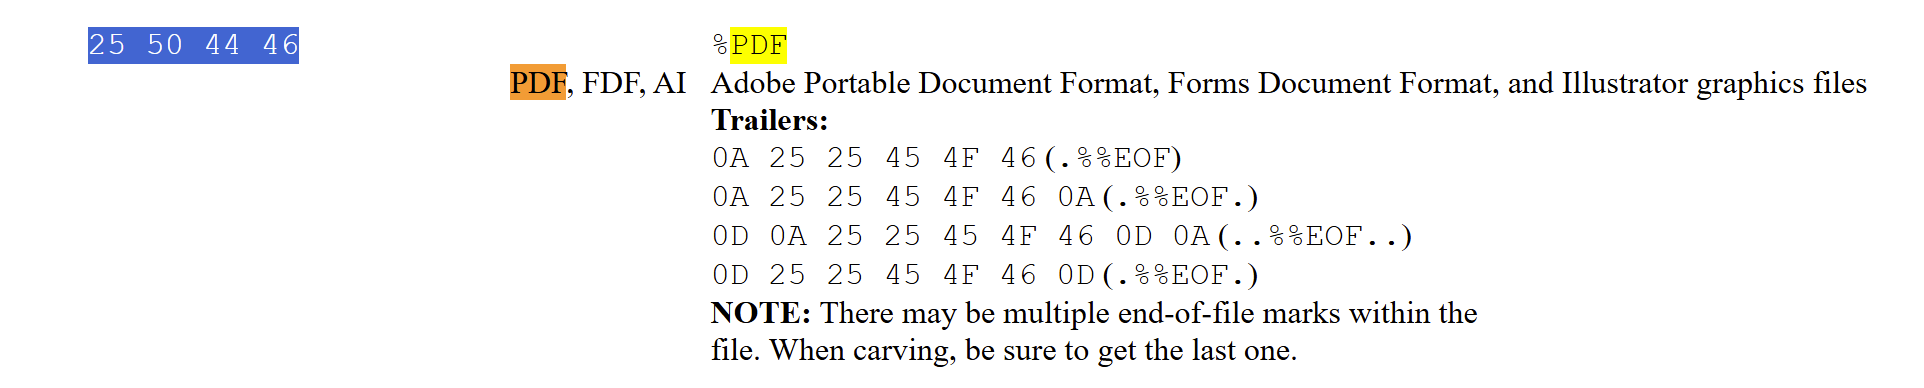 25 50 44 46 %PDF
PDF, FDF, AI Adobe Portable Document Format, Forms Document Format, and Illustrator graphics files
Trailers:
0A 25 25 45 4F 46 (.%%EOF)
0A 25 25 45 4F 46 0A (.%%EOF.)
0D 0A 25 25 45 4F 46 0D 0A (..%%EOF..)
0D 25 25 45 4F 46 0D (.%%EOF.)
NOTE: There may be multiple end-of-file marks within the
file. When carving, be sure to get the last one.